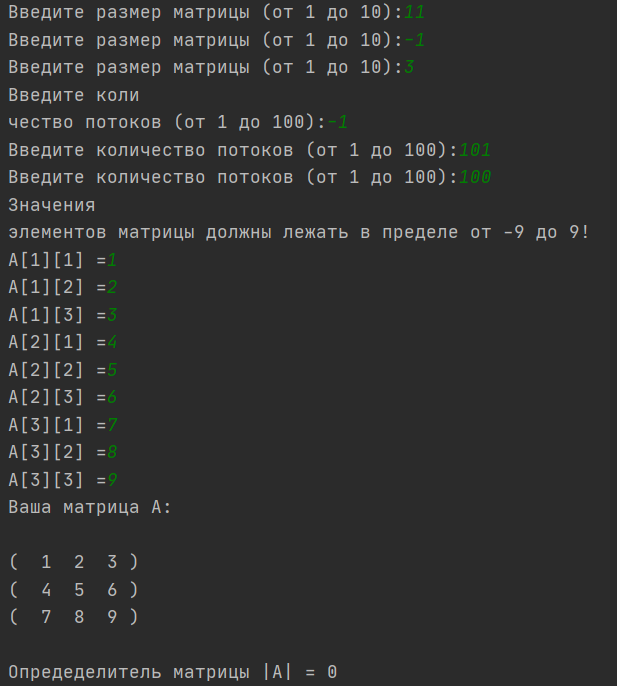 Введите размер матрицы (от 1 до 10):11
Введите размер матрицы (от 1 до 10):-1
Введите размер матрицы (от 1 до 10):3
Введите коли
чество потоков (от 1 до 100):-1
Введите количество потоков (от 1 до 100):101
Введите количество потоков (от 1 до 100):100
Значения
элементов матрицы должны лежать в пределе от -9 до 9!
A[1][1] =1
A[1][2] =2
A[1][3] =3
A[2][1] =4
A[2][2] =5
A[2][3] =6
A[3][1] =7
A[3][2] =8
A[3][3] =9
Ваша матрица A:
(  1  2  3 )
(  4  5  6 )
(  7  8  9 )
Опредеделитель матрицы |A| = 0